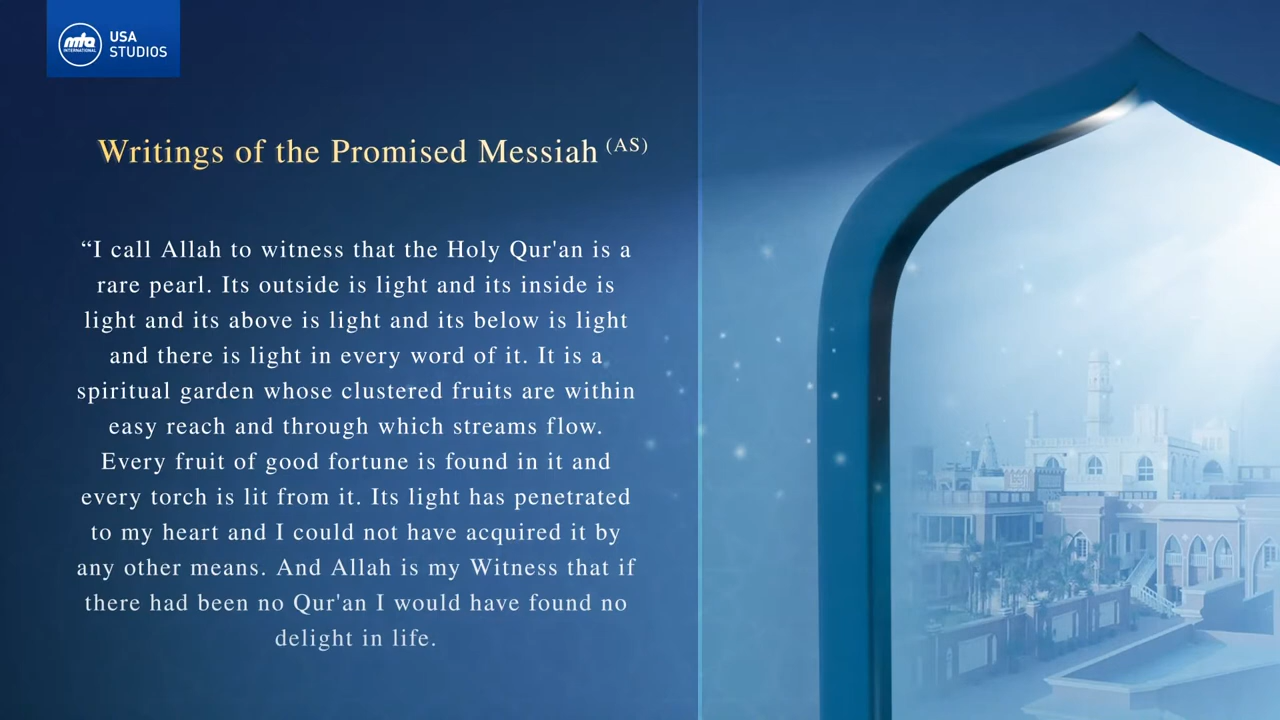 mta
INTERNATIONAL
USA
STUDIOS
Writings of the Promised Messiah (AS)
“I call Allah to witness that the Holy Qur'an is a
rare pearl. Its outside is light and its inside is
light and its above is light and its below is light
and there is light in every word of it. It is a
spiritual garden whose clustered fruits are within
easy reach and through which streams flow.
Every fruit of good fortune is found in it and
every torch is lit from it. Its light has penetrated
to my heart and I could not have acquired it by
any other means. And Allah is my Witness that if
there had been no Qur'an I would have found no
delight in life.